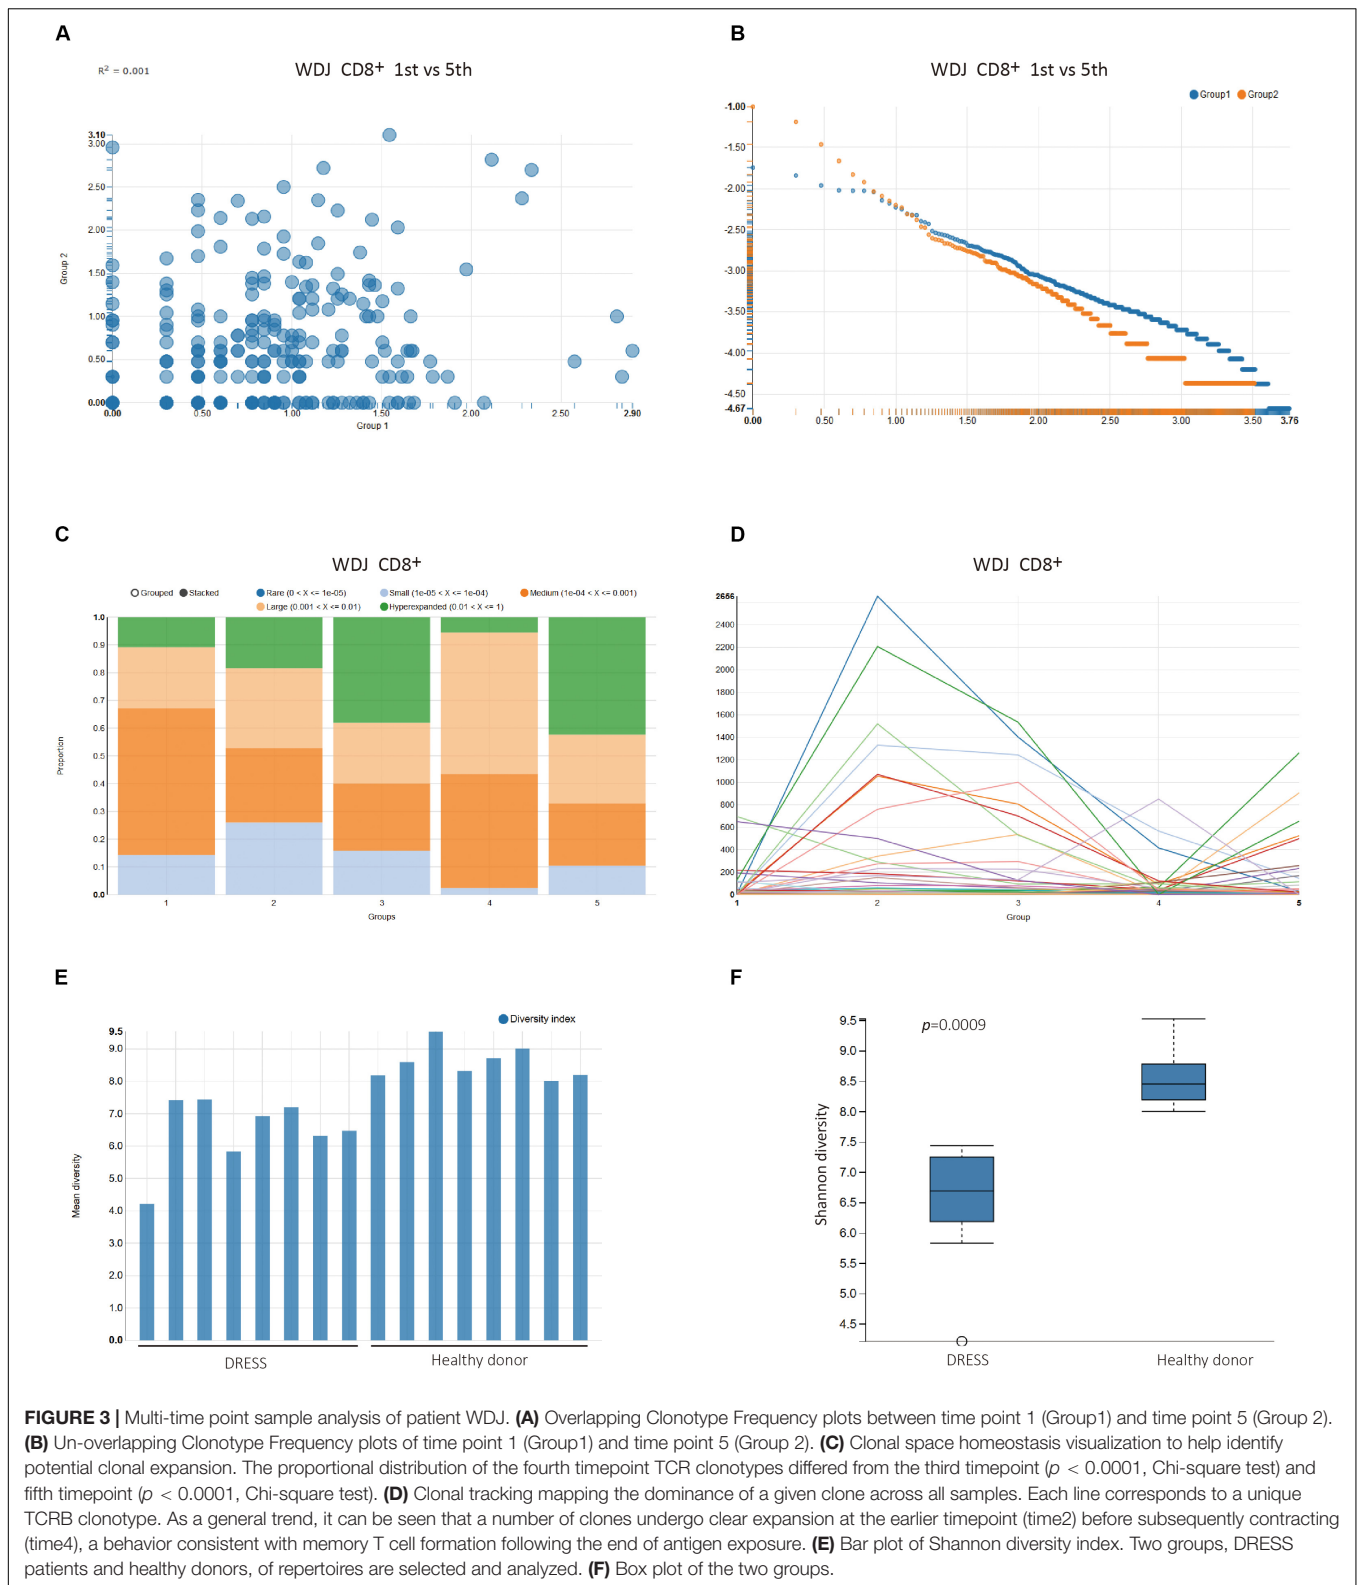 A
WDJ CD8+ 1st vs 5th
R² = 0.001
3.10
3.00
2.50
2.00
1.50
1.00
0.50
0.00
Group 2
0.00 0.50 1.00 1.50 2.00 2.50 2.90
Group 1
B
WDJ CD8+ 1st vs 5th
Group1 Group2
-1.00
-1.50
-2.00
-2.50
-3.00
-3.50
-4.00
-4.50
-4.67
0.00 0.50 1.00 1.50 2.00 2.50 3.00 3.50 3.76
C
WDJ CD8+
Grouped Stacked Rare (0 < X <= 1e-05) Small (1e-05 < X <= 1e-04) Medium (1e-04 < X <= 0.001)
Large (0.001 < X <= 0.01) Hyperexpanded (0.01 < X <= 1)
1.0
0.9
0.8
0.7
0.6
0.5
0.4
0.3
0.2
0.1
0.0
Proportion
1 2 3 4 5
Groups
D
WDJ CD8+
2656
2400
2200
2000
1800
1600
1400
1200
1000
800
600
400
200
0
1 2 3 4 5
Group
E
Diversity index
9.5
9.0
8.0
7.0
6.0
5.0
4.0
3.0
2.0
1.0
0.0
Mean diversity
DRESS Healthy donor
F
p=0.0009
9.5
9.0
8.5
8.0
7.5
7.0
6.5
6.0
5.5
5.0
4.5
Shannon diversity
DRESS Healthy donor
FIGURE 3 | Multi-time point sample analysis of patient WDJ. (A) Overlapping Clonotype Frequency plots between time point 1 (Group1) and time point 5 (Group 2).
(B) Un-overlapping Clonotype Frequency plots of time point 1 (Group1) and time point 5 (Group 2). (C) Clonal space homeostasis visualization to help identify
potential clonal expansion. The proportional distribution of the fourth timepoint TCR clonotypes differed from the third timepoint (p < 0.0001, Chi-square test) and
fifth timepoint (p < 0.0001, Chi-square test). (D) Clonal tracking mapping the dominance of a given clone across all samples. Each line corresponds to a unique
TCRB clonotype. As a general trend, it can be seen that a number of clones undergo clear expansion at the earlier timepoint (time2) before subsequently contracting
(time4), a behavior consistent with memory T cell formation following the end of antigen exposure. (E) Bar plot of Shannon diversity index. Two groups, DRESS
patients and healthy donors, of repertoires are selected and analyzed. (F) Box plot of the two groups.